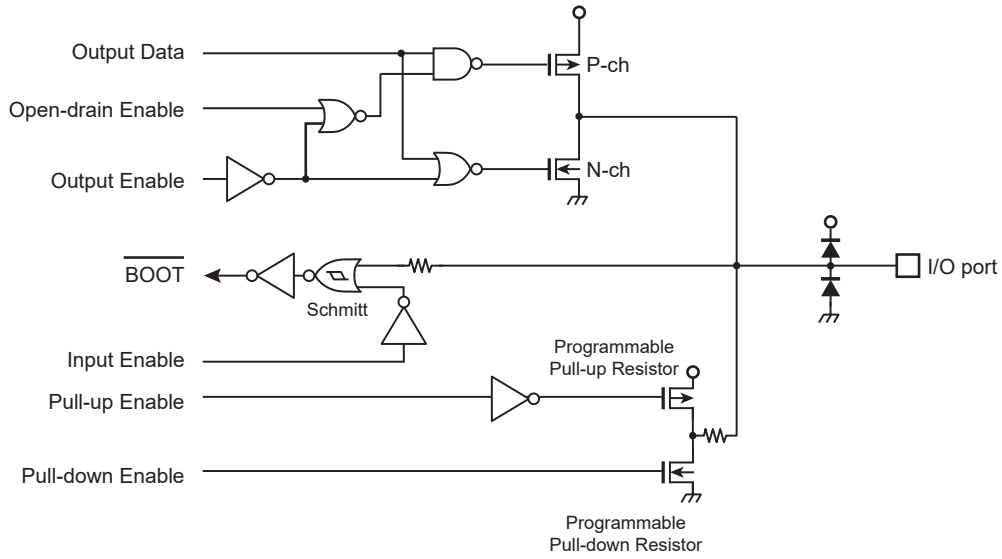 Output Data
P-ch
Open-drain Enable
N-ch
Output Enable
BOOT
I/O port
Schmitt
Input Enable
Programmable
Pull-up Resistor
Pull-up Enable
Pull-down Enable
Programmable
Pull-down Resistor